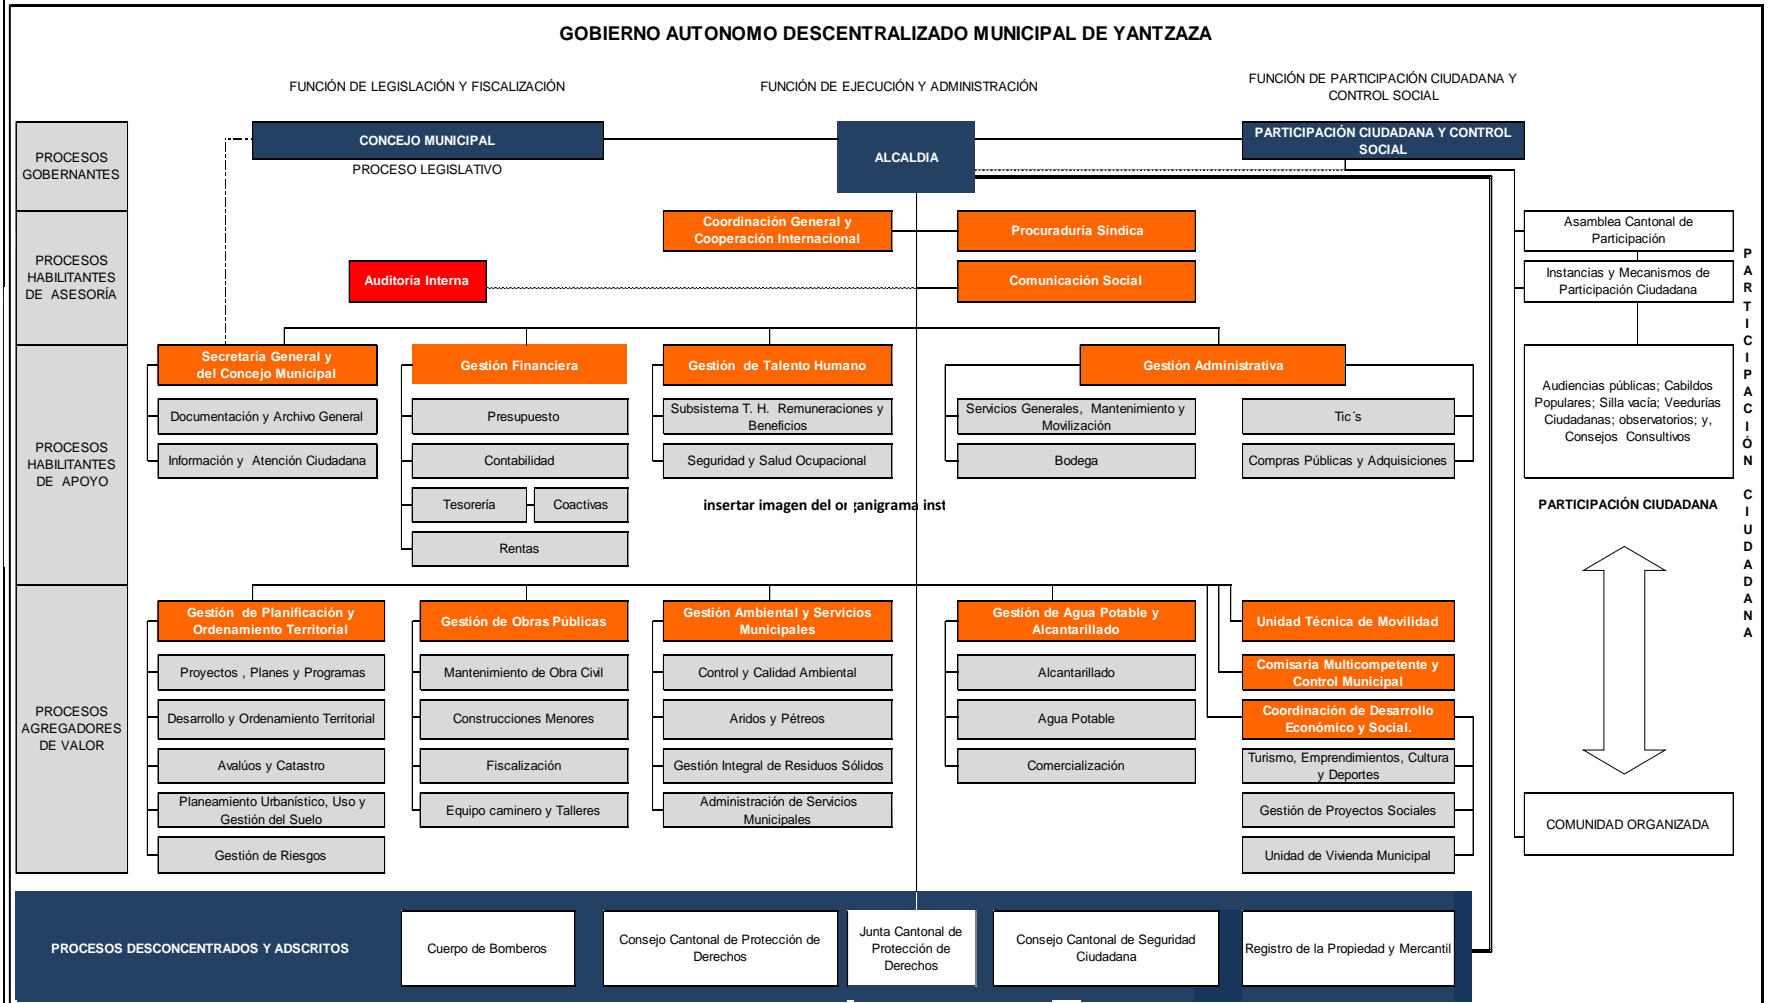 GOBIERNO AUTONOMO DESCENTRALIZADO MUNICIPAL DE YANTZAZA
FUNCIÓN DE LEGISLACIÓN Y FISCALIZACIÓN
FUNCIÓN DE EJECUCIÓN Y ADMINISTRACIÓN
FUNCIÓN DE PARTICIPACIÓN CIUDADANA Y
CONTROL SOCIAL
PROCESOS
GOBERNANTES
CONCEJO MUNICIPAL
PROCESO LEGISLATIVO
ALCALDIA
PARTICIPACIÓN CIUDADANA Y CONTROL
SOCIAL
PROCESOS
HABILITANTES
DE ASESORÍA
Coordinación General y
Cooperación Internacional
Procuraduría Síndica
Auditoría Interna
Comunicación Social
Asamblea Cantonal de
Participación
Instancias y Mecanismos de
Participación Ciudadana
PROCESOS
HABILITANTES
DE APOYO
Secretaría General y
del Concejo Municipal
Documentación y Archivo General
Información y Atención Ciudadana
Gestión Financiera
Presupuesto
Contabilidad
Tesorería
Coactivas
Rentas
Gestión de Talento Humano
Subsistema T. H. Remuneraciones y
Beneficios
Seguridad y Salud Ocupacional
insertar imagen del organigrama inst
Gestión Administrativa
Servicios Generales, Mantenimiento y
Movilización
Bodega
Tic´s
Compras Públicas y Adquisiciones
Audiencias públicas; Cabildos
Populares; Silla vacía; Veedurías
Ciudadanas; observatorios; y,
Consejos Consultivos
PARTICIPACIÓN CIUDADANA
PARTICIPACIÓN CIUDADANA
PROCESOS
AGREGADORES
DE VALOR
Gestión de Planificación y
Ordenamiento Territorial
Proyectos , Planes y Programas
Desarrollo y Ordenamiento Territorial
Avalúos y Catastro
Planeamiento Urbanístico, Uso y
Gestión del Suelo
Gestión de Riesgos
Gestión de Obras Públicas
Mantenimiento de Obra Civil
Construcciones Menores
Fiscalización
Equipo caminero y Talleres
Gestión Ambiental y Servicios
Municipales
Control y Calidad Ambiental
Aridos y Pétreos
Gestión Integral de Residuos Sólidos
Administración de Servicios
Municipales
Gestión de Agua Potable y
Alcantarillado
Alcantarillado
Agua Potable
Comercialización
Unidad Técnica de Movilidad
Comisaría Multicompetente y
Control Municipal
Coordinación de Desarrollo
Económico y Social.
Turismo, Emprendimientos, Cultura
y Deportes
Gestión de Proyectos Sociales
Unidad de Vivienda Municipal
COMUNIDAD ORGANIZADA
PROCESOS DESCONCENTRADOS Y ADSCRITOS
Cuerpo de Bomberos
Consejo Cantonal de Protección de
Derechos
Junta Cantonal de
Protección de
Derechos
Consejo Cantonal de Seguridad
Ciudadana
Registro de la Propiedad y Mercantil